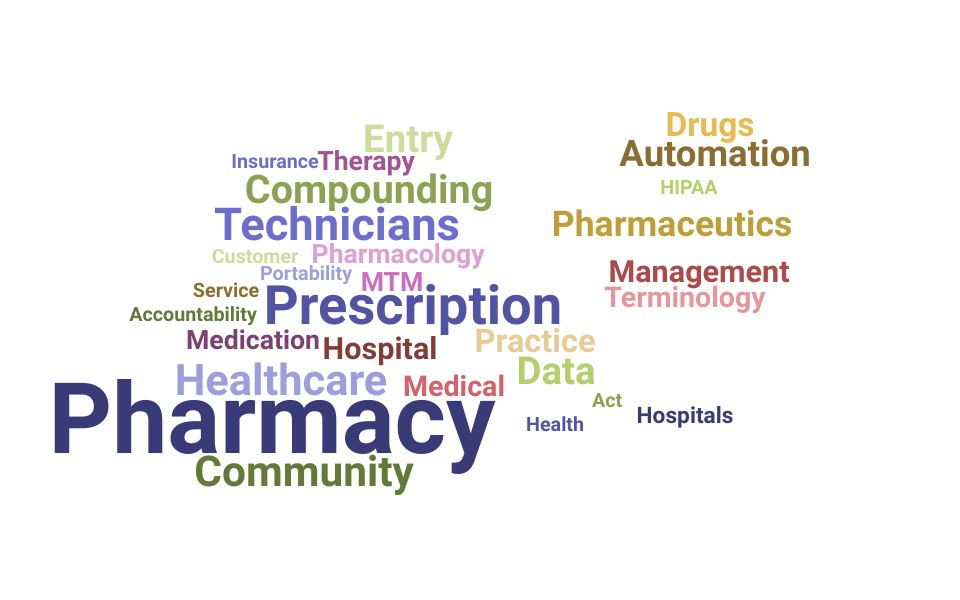 Drugs
Entry
Automation
Insurance Therapy
HIPAA
Compounding
Technicians
Pharmaceutics
Pharmacology
Customer
Portability
Management
MTM
Service
Terminology
Prescription
Accountability
Medication
Practice
Hospital
Data
Healthcare
Medical
Act
Pharmacy
Hospitals
Health
Community